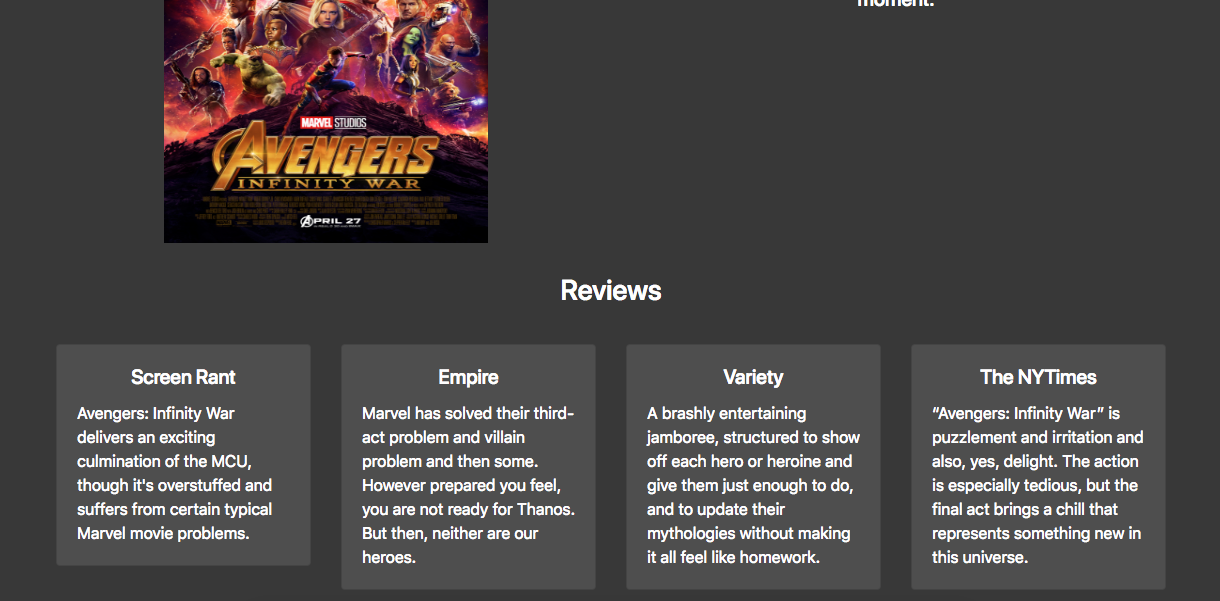 moment.
MARVEL STUDIOS
AVENGERS
INFINITY WAR
APRIL 27
Reviews
Screen Rant
Avengers: Infinity War
delivers an exciting
culmination of the MCU,
though it's overstuffed and
suffers from certain typical
Marvel movie problems.
Empire
Marvel has solved their third-
act problem and villain
problem and then some.
However prepared you feel,
you are not ready for Thanos.
But then, neither are our
heroes.
Variety
A brashly entertaining
jamboree, structured to show
off each hero or heroine and
give them just enough to do,
and to update their
mythologies without making
it all feel like homework.
The NYTimes
“Avengers: Infinity War” is
puzzlement and irritation and
also, yes, delight. The action
is especially tedious, but the
final act brings a chill that
represents something new in
this universe.